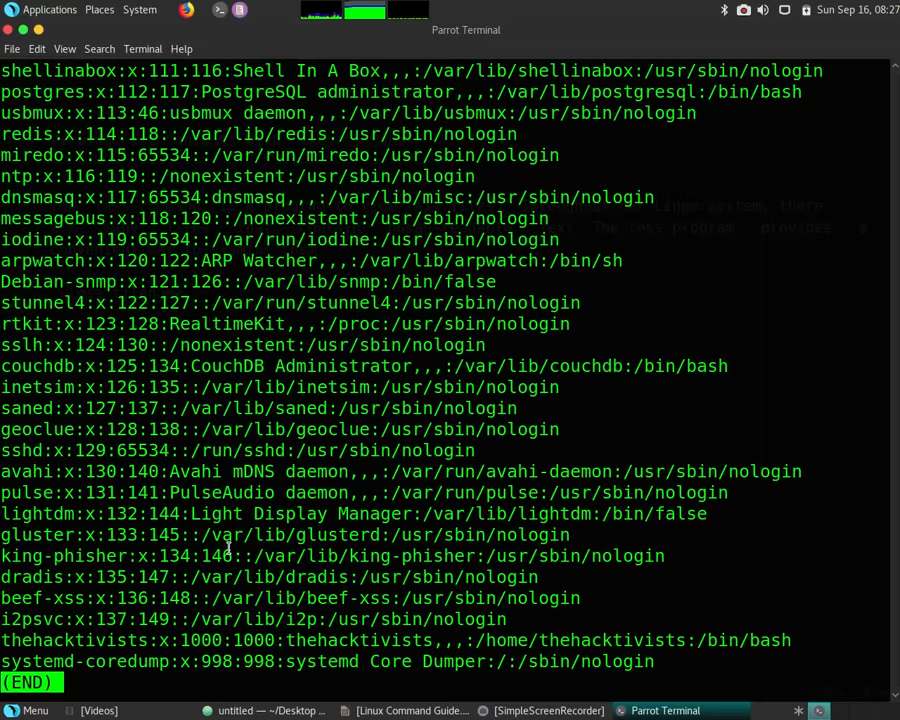 Applications Places System
Sun Sep 16, 08:27
Parrot Terminal
File Edit View Search Terminal Help
shellinabox:x:111:116:Shell In A Box,,,:/var/lib/shellinabox:/usr/sbin/nologin
postgres:x:112:117:PostgreSQL administrator,,,:/var/lib/postgresql:/bin/bash
usbmux:x:113:46:usbmux daemon,,,:/var/lib/usbmux:/usr/sbin/nologin
redis:x:114:118::/var/lib/redis:/usr/sbin/nologin
miredo:x:115:65534::/var/run/miredo:/usr/sbin/nologin
ntp:x:116:119::/nonexistent:/usr/sbin/nologin
dnsmasq:x:117:65534:dnsmasq,,,:/var/lib/misc:/usr/sbin/nologin
messagebus:x:118:120::/nonexistent:/usr/sbin/nologin
iodine:x:119:65534::/var/run/iodine:/usr/sbin/nologin
arpwatch:x:120:122:ARP Watcher,,,:/var/lib/arpwatch:/bin/sh
Debian-snmp:x:121:126::/var/lib/snmp:/bin/false
stunnel4:x:122:127::/var/run/stunnel4:/usr/sbin/nologin
rtkit:x:123:128:RealtimeKit,,,:/proc:/usr/sbin/nologin
sslh:x:124:130::/nonexistent:/usr/sbin/nologin
couchdb:x:125:134:CouchDB Administrator,,,:/var/lib/couchdb:/bin/bash
inetsim:x:126:135::/var/lib/inetsim:/usr/sbin/nologin
saned:x:127:137::/var/lib/saned:/usr/sbin/nologin
geoclue:x:128:138::/var/lib/geoclue:/usr/sbin/nologin
sshd:x:129:65534::/run/sshd:/usr/sbin/nologin
avahi:x:130:140:Avahi mDNS daemon,,,:/var/run/avahi-daemon:/usr/sbin/nologin
pulse:x:131:141:PulseAudio daemon,,,:/var/run/pulse:/usr/sbin/nologin
lightdm:x:132:144:Light Display Manager:/var/lib/lightdm:/bin/false
gluster:x:133:145::/var/lib/glusterd:/usr/sbin/nologin
king-phisher:x:134:146::/var/lib/king-phisher:/usr/sbin/nologin
dradis:x:135:147::/var/lib/dradis:/usr/sbin/nologin
beef-xss:x:136:148::/var/lib/beef-xss:/usr/sbin/nologin
i2psvc:x:137:149::/var/lib/i2p:/usr/sbin/nologin
thehacktivists:x:1000:1000:thehacktivists,,,:/home/thehacktivists:/bin/bash
systemd-coredump:x:998:998:systemd Core Dumper:/:/sbin/nologin
(END)
Menu [Videos] untitled — ~/Desktop ... [Linux Command Guide.... [SimpleScreenRecorder] Parrot Terminal